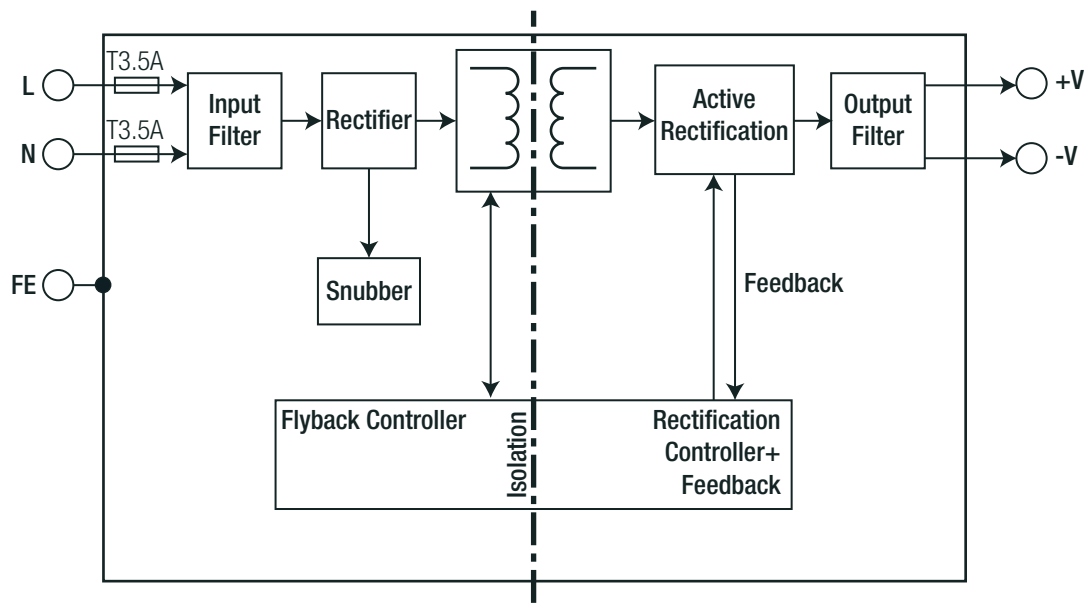 L
T3.5A
N
T3.5A
FE
Input
Filter
Rectifier
Snubber
Active
Rectification
Output
Filter
+V
-V
Feedback
Flyback Controller
Isolation
Rectification
Controller+
Feedback